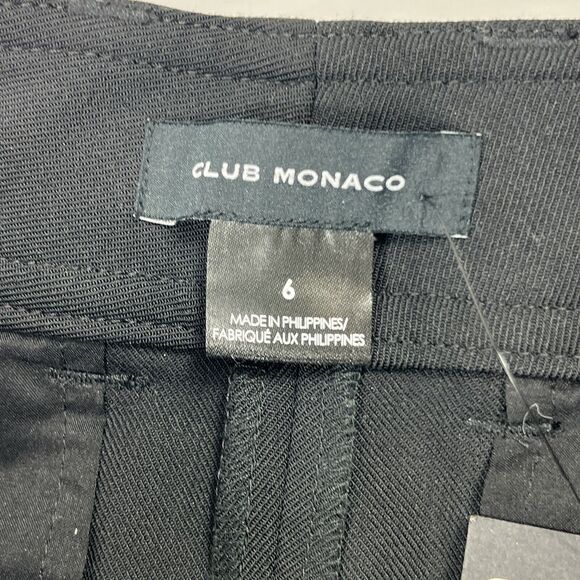 CLUB MONACO
6
MADE IN PHILIPPINES/
FABRIQUÉ AUX PHILIPPINES